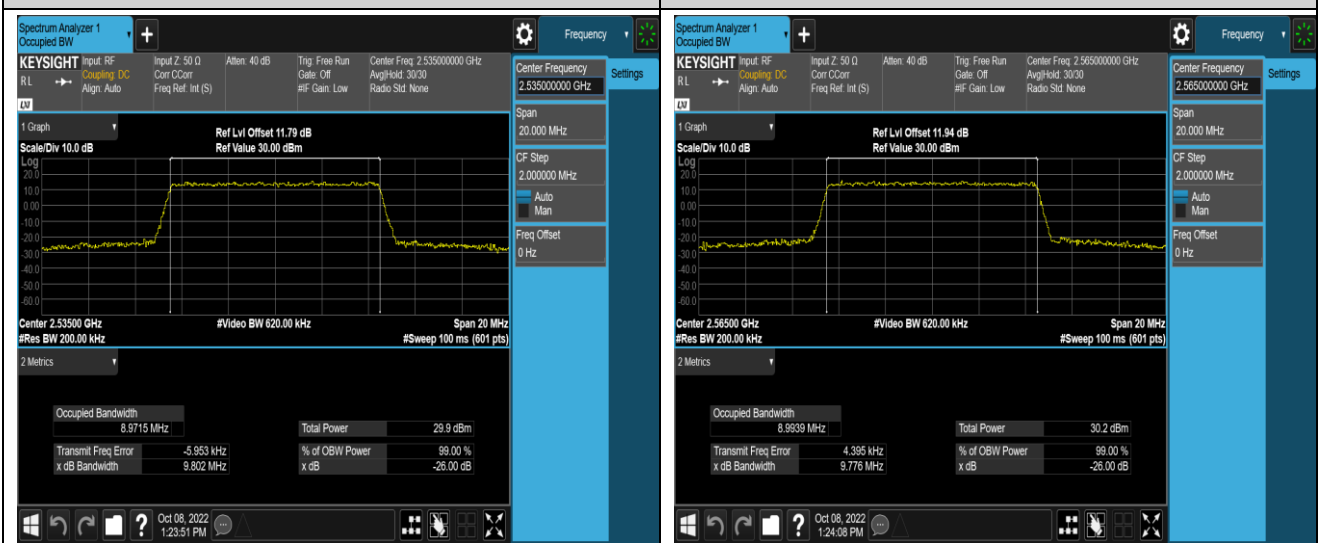 Spectrum Analyzer 1
Occupied BW
+
Frequency
KEYSIGHT
RL
LXI
Input: RF
Coupling: DC
Align: Auto
Input Z: 50 Ω
Corr CCorr
Freq Ref: Int (S)
Atten: 40 dB
Trig: Free Run
Gate: Off
#IF Gain: Low
Center Freq: 2.535000000 GHz
Avg|Hold: 30/30
Radio Std: None
Center Frequency
2.535000000 GHz
Settings
Span
20.000 MHz
CF Step
2.000000 MHz
Auto
Man
Freq Offset
0 Hz
1 Graph
Ref Lvl Offset 11.79 dB
Scale/Div 10.0 dB
Ref Value 30.00 dBm
Log
20.0
10.0
0.00
-10.0
-20.0
-30.0
-40.0
-50.0
-60.0
Center 2.53500 GHz
#Video BW 620.00 kHz
Span 20 MHz
#Res BW 200.00 kHz
#Sweep 100 ms (601 pts)
2 Metrics
Occupied Bandwidth
8.9715 MHz
Total Power 29.9 dBm
Transmit Freq Error -5.953 kHz
% of OBW Power 99.00 %
x dB Bandwidth 9.802 MHz
x dB -26.00 dB
?
Oct 08, 2022
1:23:51 PM
Spectrum Analyzer 1
Occupied BW
+
Frequency
KEYSIGHT
RL
LXI
Input: RF
Coupling: DC
Align: Auto
Input Z: 50 Ω
Corr CCorr
Freq Ref: Int (S)
Atten: 40 dB
Trig: Free Run
Gate: Off
#IF Gain: Low
Center Freq: 2.565000000 GHz
Avg|Hold: 30/30
Radio Std: None
Center Frequency
2.565000000 GHz
Settings
Span
20.000 MHz
CF Step
2.000000 MHz
Auto
Man
Freq Offset
0 Hz
1 Graph
Ref Lvl Offset 11.94 dB
Scale/Div 10.0 dB
Ref Value 30.00 dBm
Log
20.0
10.0
0.00
-10.0
-20.0
-30.0
-40.0
-50.0
-60.0
Center 2.56500 GHz
#Video BW 620.00 kHz
Span 20 MHz
#Res BW 200.00 kHz
#Sweep 100 ms (601 pts)
2 Metrics
Occupied Bandwidth
8.9939 MHz
Total Power 30.2 dBm
Transmit Freq Error 4.395 kHz
% of OBW Power 99.00 %
x dB Bandwidth 9.776 MHz
x dB -26.00 dB
?
Oct 08, 2022
1:24:08 PM